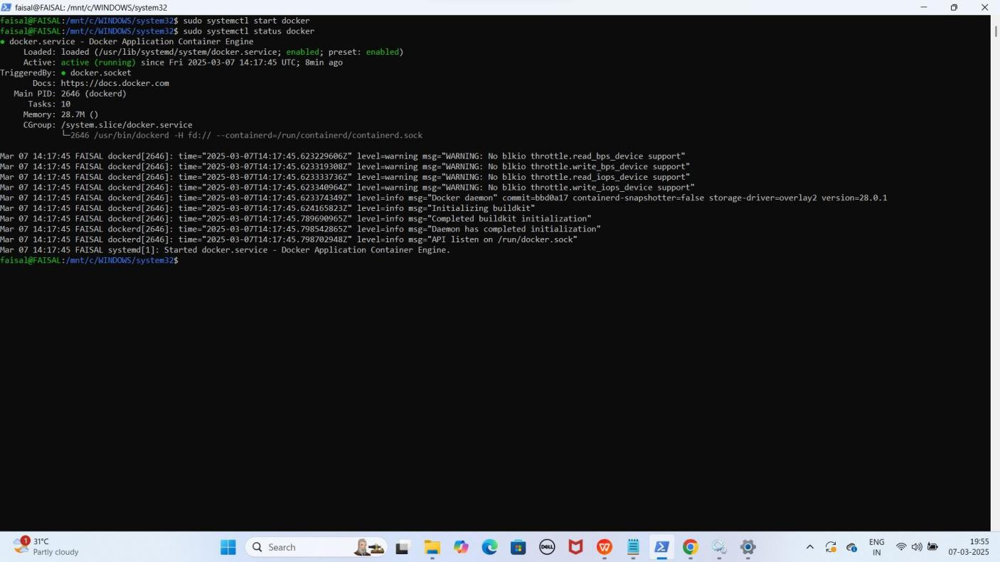 faisal@FAISAL: /mnt/c/WINDOWS/system32
faisal@FAISAL:/mnt/c/WINDOWS/system32$ sudo systemctl start docker
faisal@FAISAL:/mnt/c/WINDOWS/system32$ sudo systemctl status docker
● docker.service - Docker Application Container Engine
Loaded: loaded (/usr/lib/systemd/system/docker.service; enabled; preset: enabled)
Active: active (running) since Fri 2025-03-07 14:17:45 UTC; 8min ago
TriggeredBy: ● docker.socket
Docs: https://docs.docker.com
Main PID: 2646 (dockerd)
Tasks: 10
Memory: 28.7M ()
CGroup: /system.slice/docker.service
└─2646 /usr/bin/dockerd -H fd:// --containerd=/run/containerd/containerd.sock
Mar 07 14:17:45 FAISAL dockerd[2646]: time="2025-03-07T14:17:45.623229606Z" level=warning msg="WARNING: No blkio throttle.read_bps_device support"
Mar 07 14:17:45 FAISAL dockerd[2646]: time="2025-03-07T14:17:45.623319308Z" level=warning msg="WARNING: No blkio throttle.write_bps_device support"
Mar 07 14:17:45 FAISAL dockerd[2646]: time="2025-03-07T14:17:45.623333736Z" level=warning msg="WARNING: No blkio throttle.read_iops_device support"
Mar 07 14:17:45 FAISAL dockerd[2646]: time="2025-03-07T14:17:45.623340964Z" level=warning msg="WARNING: No blkio throttle.write_iops_device support"
Mar 07 14:17:45 FAISAL dockerd[2646]: time="2025-03-07T14:17:45.623374349Z" level=info msg="Docker daemon" commit=bbd0a17 containerd-snapshotter=false storage-driver=overlay2 version=28.0.1
Mar 07 14:17:45 FAISAL dockerd[2646]: time="2025-03-07T14:17:45.624165823Z" level=info msg="Initializing buildkit"
Mar 07 14:17:45 FAISAL dockerd[2646]: time="2025-03-07T14:17:45.789690965Z" level=info msg="Completed buildkit initialization"
Mar 07 14:17:45 FAISAL dockerd[2646]: time="2025-03-07T14:17:45.798542865Z" level=info msg="Daemon has completed initialization"
Mar 07 14:17:45 FAISAL dockerd[2646]: time="2025-03-07T14:17:45.798702948Z" level=info msg="API listen on /run/docker.sock"
Mar 07 14:17:45 FAISAL systemd[1]: Started docker.service - Docker Application Container Engine.
faisal@FAISAL:/mnt/c/WINDOWS/system32$
1
31°C
Partly cloudy
Search
DELL
ENG
IN
19:55
07-03-2025